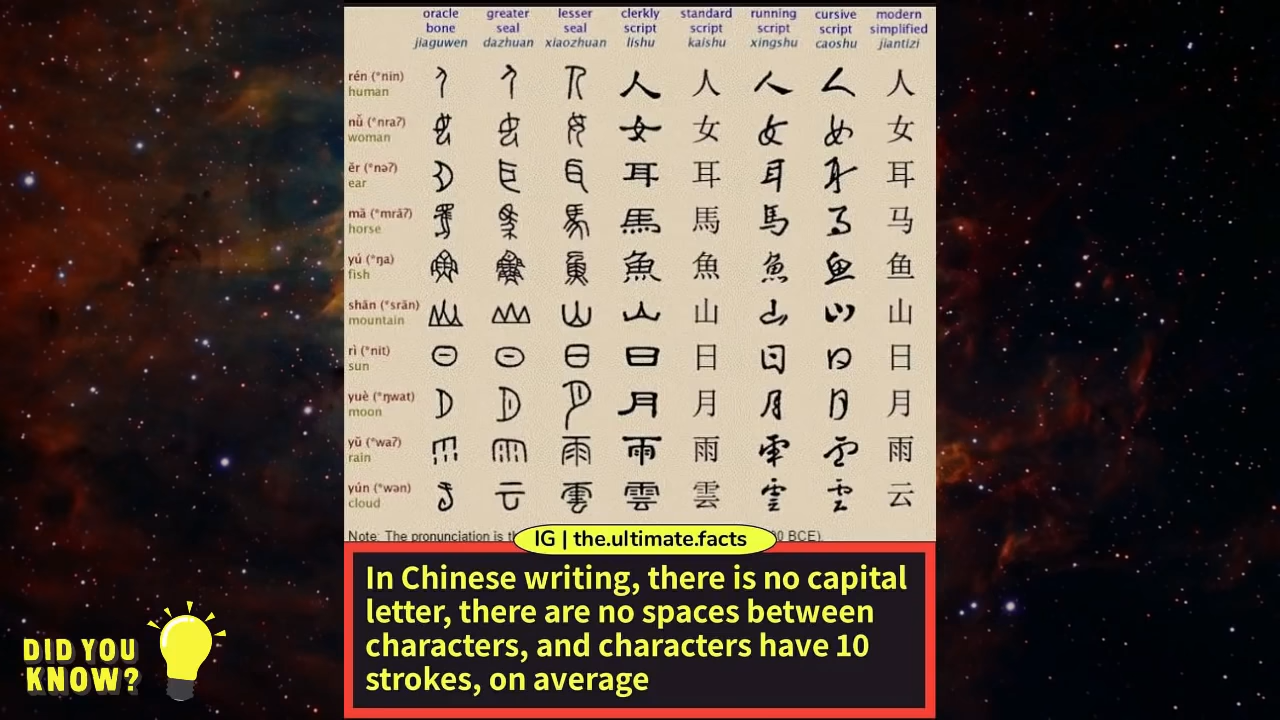 oracle bone jiaguwen greater seal dazhuan lesser seal xiaozhuan clerkly script lishu standard script kaishu running script xingshu cursive script caoshu modern simplified jiantizi
rén (*nin) 人 人 人 人
human
nǚ (*nraʔ) 女 女 女 女
woman
ěr (*nəʔ) 耳 耳 耳 耳
ear
mǎ (*mrāʔ) 馬 馬 馬 马
horse
yú (*ŋa) 魚 魚 魚 鱼
fish
shān (*srān) 山 山 山 山
mountain
rì (*nit) 日 日 日 日
sun
yuè (*ŋwat) 月 月 月 月
moon
yǔ (*waʔ) 雨 雨 雨 雨
rain
yún (*wən) 雲 雲 雲 云
cloud
Note: The pronunciation is BCE).
IG | the.ultimate.facts
In Chinese writing, there is no capital
letter, there are no spaces between
characters, and characters have 10
strokes, on average
DID YOU
KNOW?